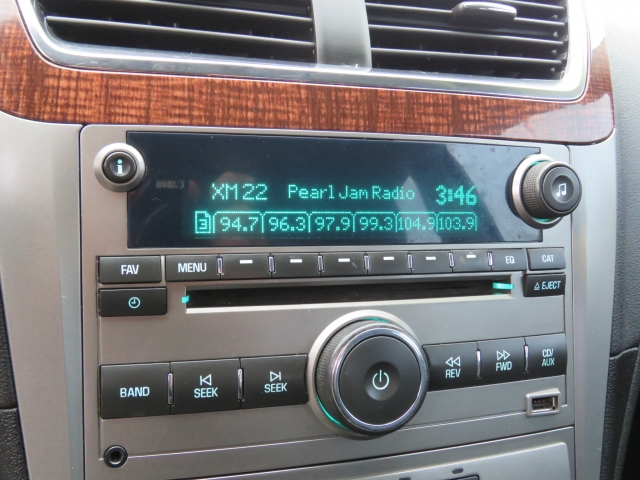 XM22 Pearl Jam Radio 3:46
3 94.7 96.3 97.9 99.3 104.9 103.9
FAV MENU EQ CAT
EJECT
BAND SEEK SEEK REV FWD CD/
AUX